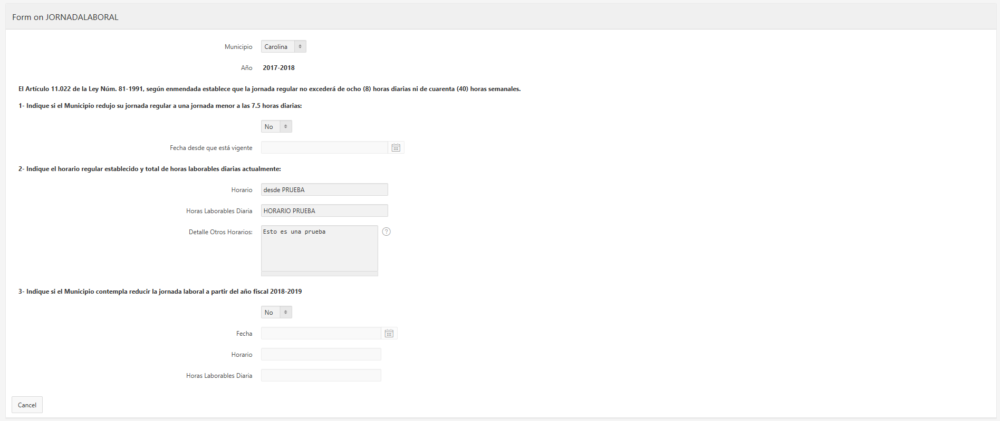 Form on JORNADALABORAL
Municipio Carolina
Año 2017-2018
El Artículo 11.022 de la Ley Núm. 81-1991, según enmendada establece que la jornada regular no excederá de ocho (8) horas diarias ni de cuarenta (40) horas semanales.
1- Indique si el Municipio redujo su jornada regular a una jornada menor a las 7.5 horas diarias:
No
Fecha desde que está vigente
2- Indique el horario regular establecido y total de horas laborables diarias actualmente:
Horario desde PRUEBA
Horas Laborables Diaria HORARIO PRUEBA
Detalle Otros Horarios: Esto es una prueba ?
3- Indique si el Municipio contempla reducir la jornada laboral a partir del año fiscal 2018-2019
No
Fecha
Horario
Horas Laborables Diaria
Cancel